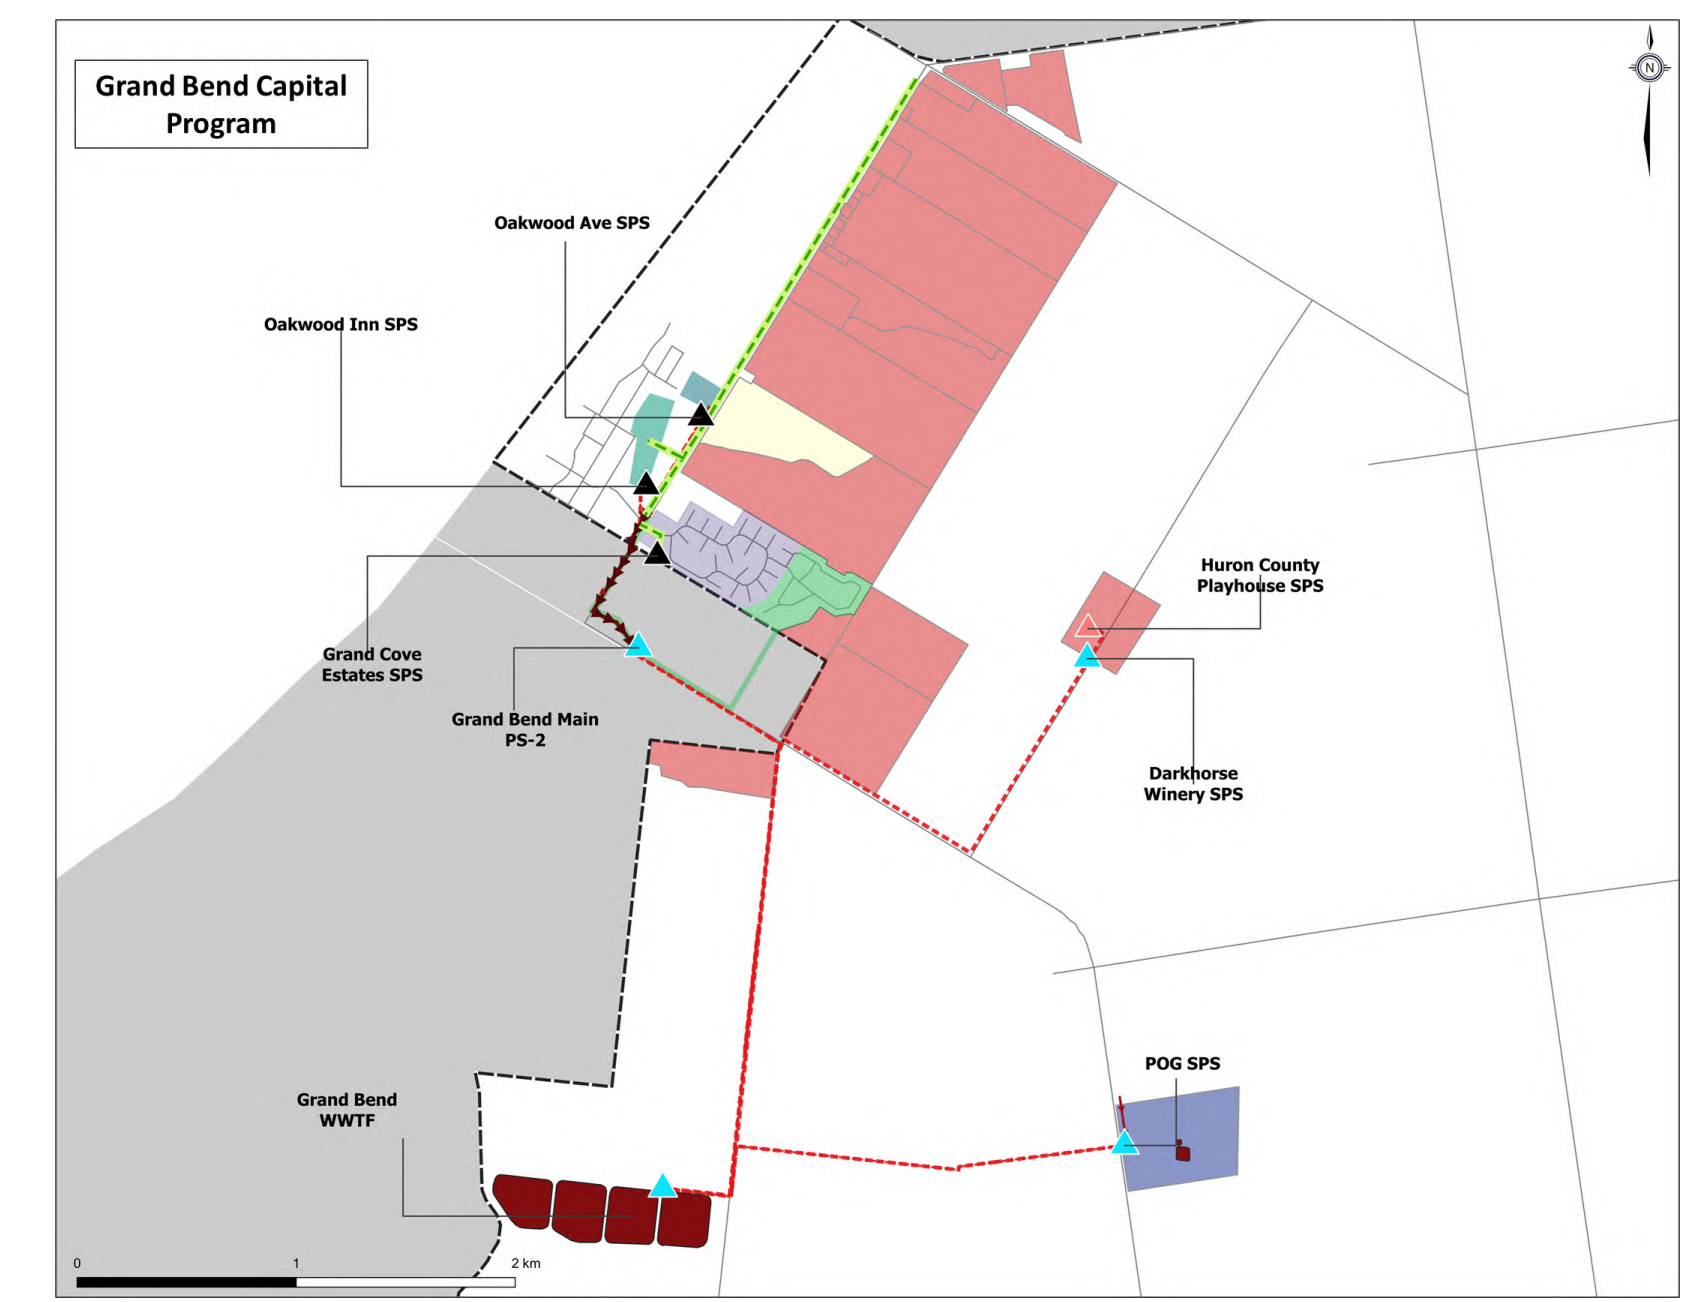 Grand Bend Capital
Program
N
Oakwood Ave SPS
Oakwood Inn SPS
Huron County
Playhouse SPS
Grand Cove
Estates SPS
Grand Bend Main
PS-2
Darkhorse
Winery SPS
POG SPS
Grand Bend
WWTF
0 1 2 km